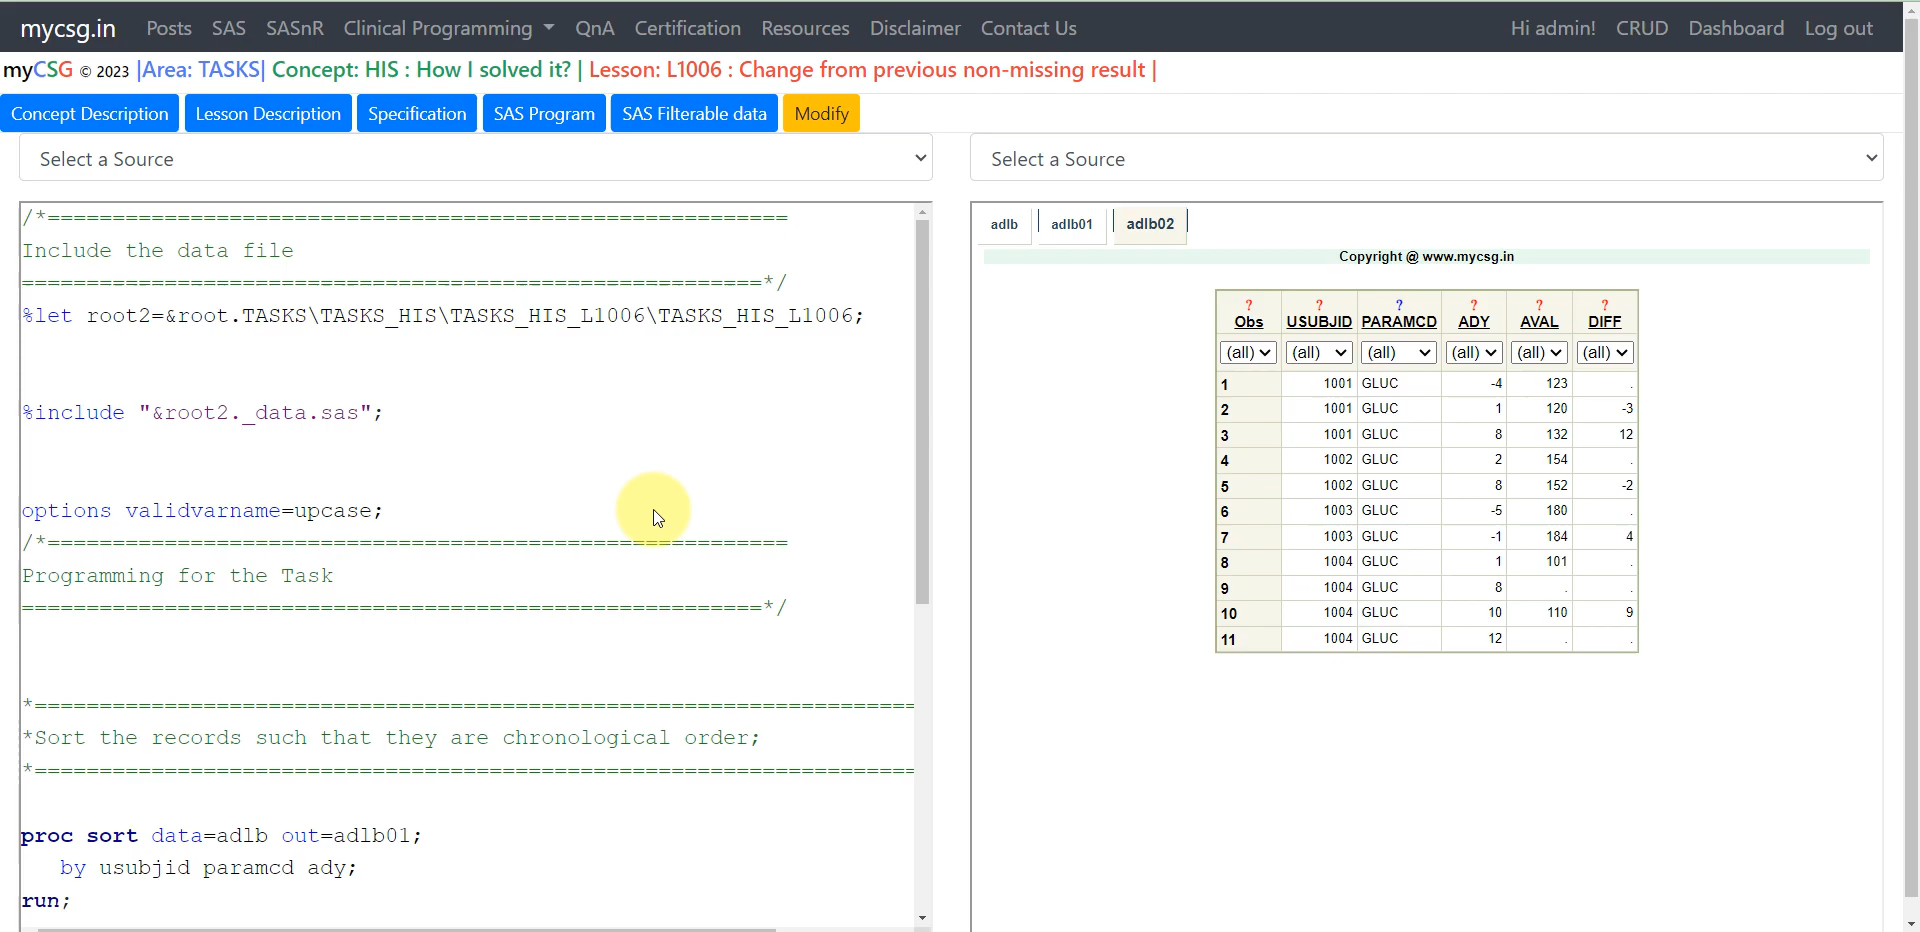 mycsg.in Posts SAS SASnR Clinical Programming QnA Certification Resources Disclaimer Contact Us Hi admin! CRUD Dashboard Log out
myCSG © 2023 |Area: TASKS| Concept: HIS : How I solved it? | Lesson: L1006 : Change from previous non-missing result |
Concept Description Lesson Description Specification SAS Program SAS Filterable data Modify
Select a Source
/*=========================================================
Include the data file
=========================================================*/
%let root2=&root.TASKS\TASKS_HIS\TASKS_HIS_L1006\TASKS_HIS_L1006;
%include "&root2._data.sas";
options validvarname=upcase;
/*=========================================================
Programming for the Task
=========================================================*/
*====================================================================
*Sort the records such that they are chronological order;
*====================================================================
proc sort data=adlb out=adlb01;
by usubjid paramcd ady;
run;
Select a Source
adlb adlb01 adlb02
Copyright @ www.mycsg.in
? ? ? ? ? ?
Obs USUBJID PARAMCD ADY AVAL DIFF
(all) (all) (all) (all) (all) (all)
1 1001 GLUC -4 123 .
2 1001 GLUC 1 120 -3
3 1001 GLUC 8 132 12
4 1002 GLUC 2 154 .
5 1002 GLUC 8 152 -2
6 1003 GLUC -5 180 .
7 1003 GLUC -1 184 4
8 1004 GLUC 1 101 .
9 1004 GLUC 8 . .
10 1004 GLUC 10 110 9
11 1004 GLUC 12 . .